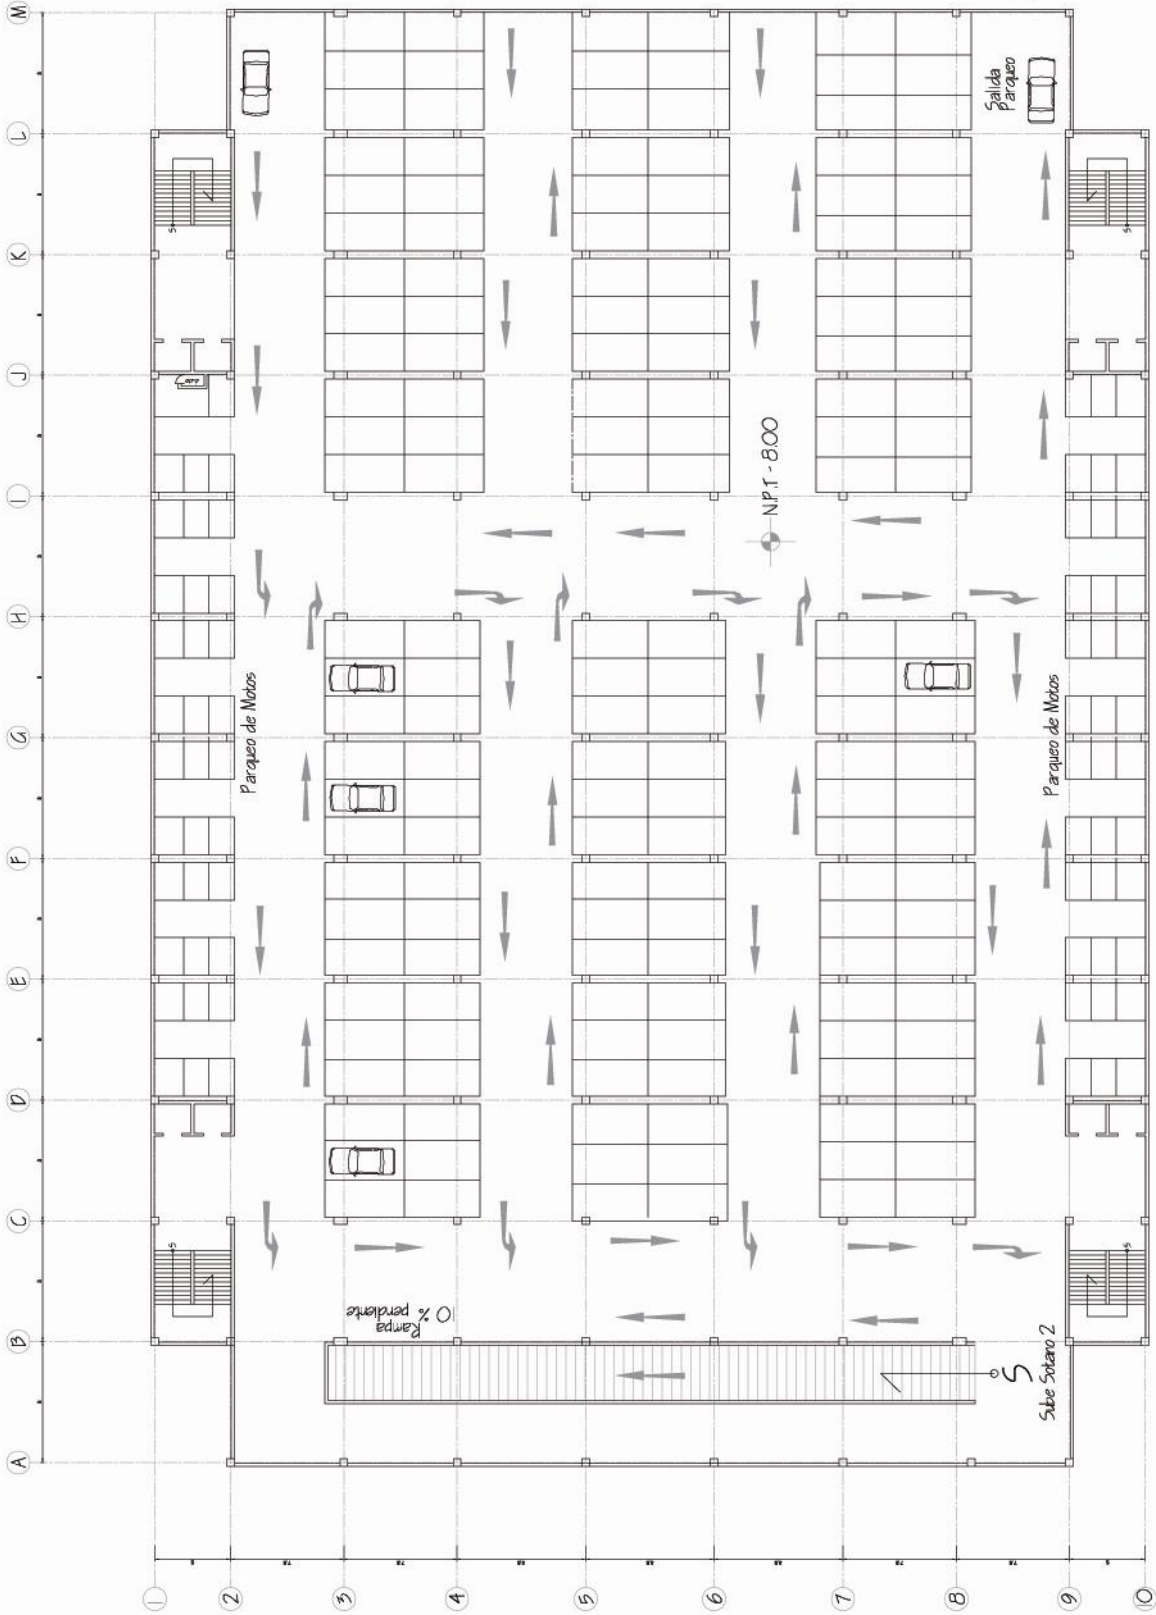 M
L
K
J
I
H
G
F
E
D
C
B
A
1
2
3
4
5
6
7
8
9
10
Salida
Parqueo
S
S
N.P.T - 8.00
Parqueo de Motos
Parqueo de Motos
S
S
Rampa
10 % pendiente
S
Sube Sotano 2